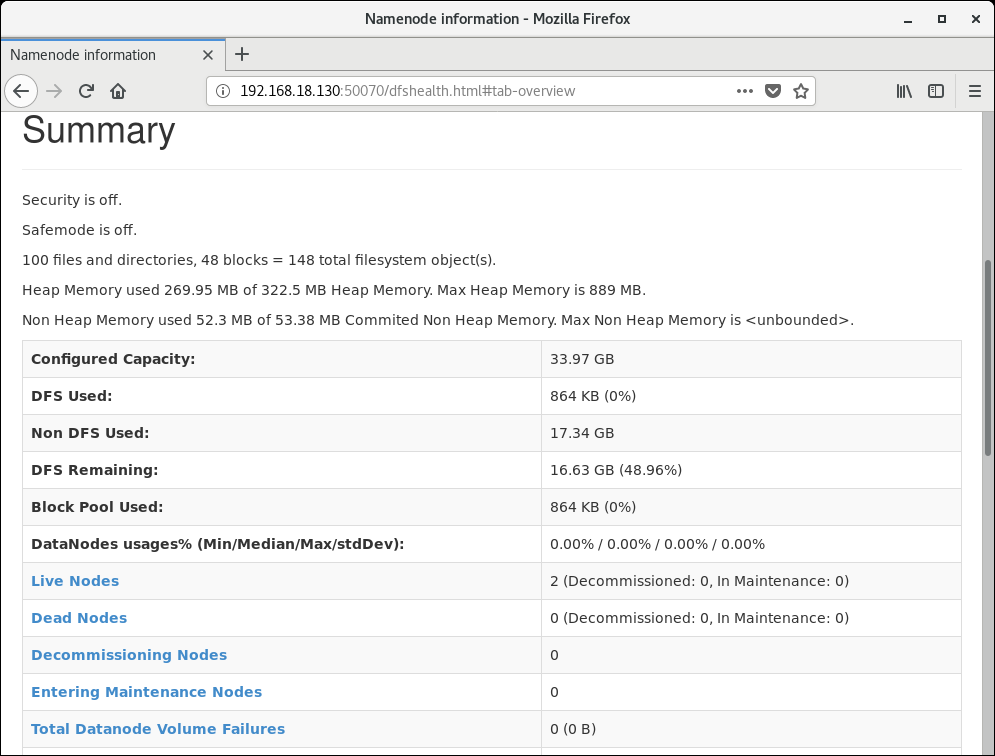 Namenode information - Mozilla Firefox
Namenode information
192.168.18.130:50070/dfshealth.html#tab-overview
Summary
Security is off.
Safemode is off.
100 files and directories, 48 blocks = 148 total filesystem object(s).
Heap Memory used 269.95 MB of 322.5 MB Heap Memory. Max Heap Memory is 889 MB.
Non Heap Memory used 52.3 MB of 53.38 MB Commited Non Heap Memory. Max Non Heap Memory is <unbounded>.
Configured Capacity: 33.97 GB
DFS Used: 864 KB (0%)
Non DFS Used: 17.34 GB
DFS Remaining: 16.63 GB (48.96%)
Block Pool Used: 864 KB (0%)
DataNodes usages% (Min/Median/Max/stdDev): 0.00% / 0.00% / 0.00% / 0.00%
Live Nodes 2 (Decommissioned: 0, In Maintenance: 0)
Dead Nodes 0 (Decommissioned: 0, In Maintenance: 0)
Decommissioning Nodes 0
Entering Maintenance Nodes 0
Total Datanode Volume Failures 0 (0 B)